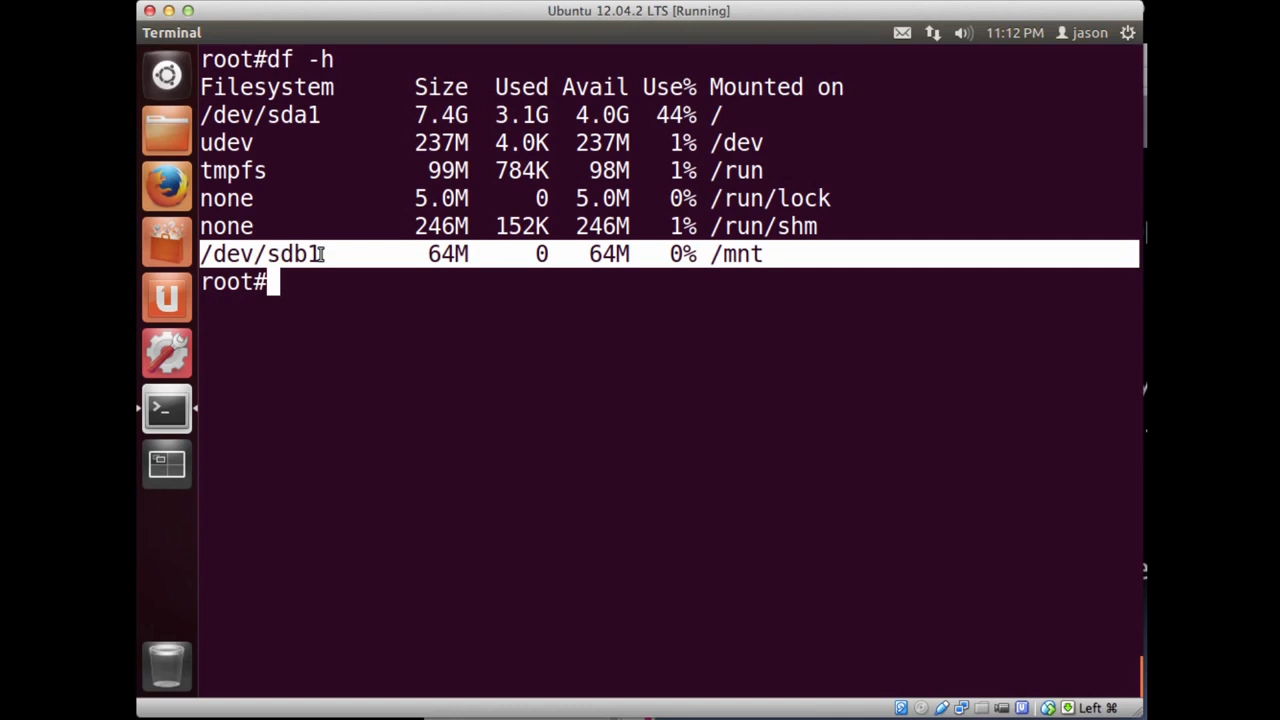 Ubuntu 12.04.2 LTS [Running]
Terminal 11:12 PM jason
root#df -h
Filesystem Size Used Avail Use% Mounted on
/dev/sda1 7.4G 3.1G 4.0G 44% /
udev 237M 4.0K 237M 1% /dev
tmpfs 99M 784K 98M 1% /run
none 5.0M 0 5.0M 0% /run/lock
none 246M 152K 246M 1% /run/shm
/dev/sdb1 64M 0 64M 0% /mnt
root#
Left ⌘